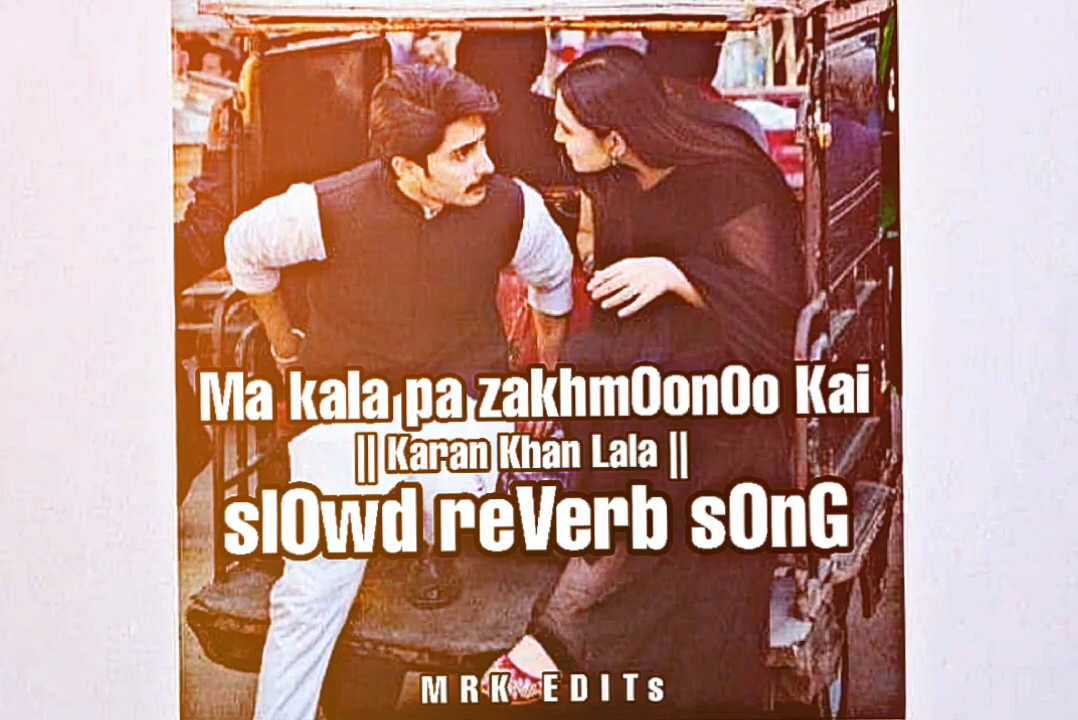 Ma kala pa zakhmOonOo Kai
|| Karan Khan Lala ||
slOwd reVerb sOnG
MRK EDITs